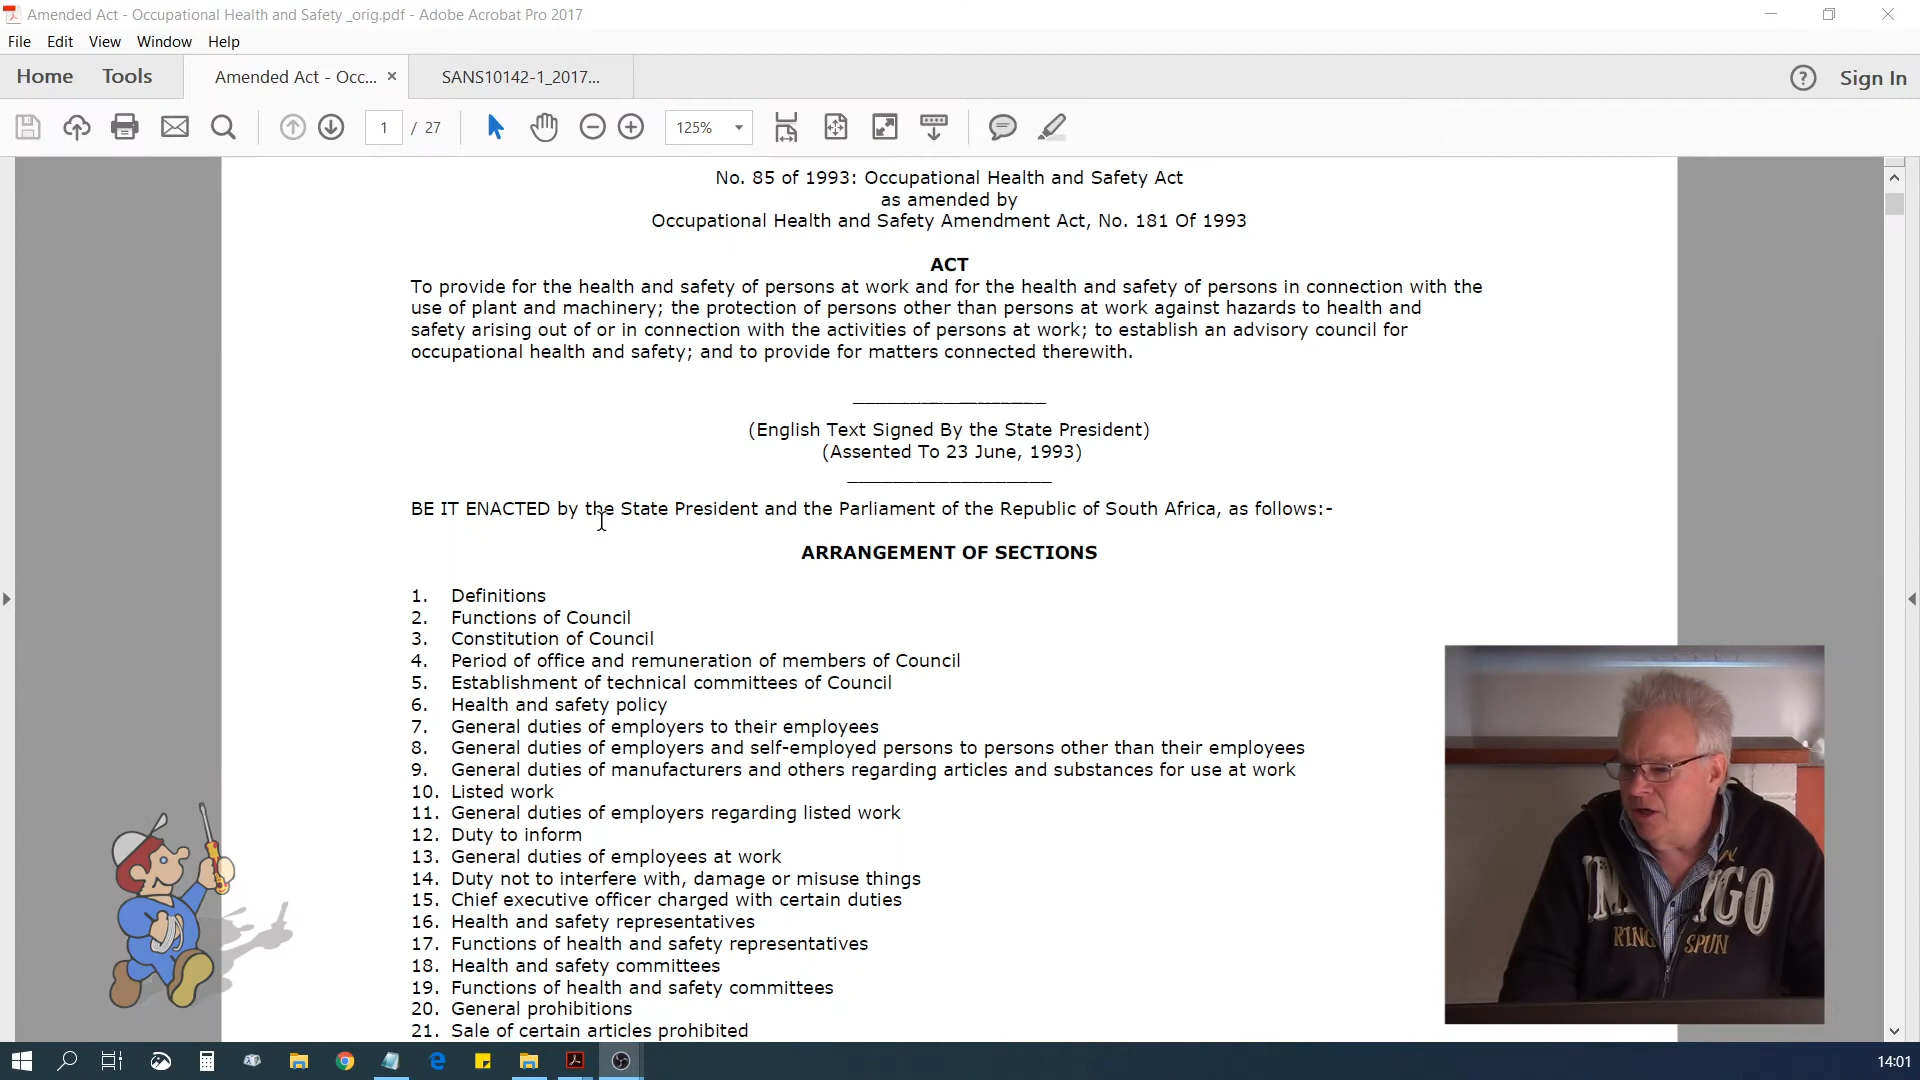 Amended Act - Occupational Health and Safety _orig.pdf - Adobe Acrobat Pro 2017
File Edit View Window Help
Home Tools Amended Act - Occ... × SANS10142-1_2017... ? Sign In
1 / 27 125%
No. 85 of 1993: Occupational Health and Safety Act
as amended by
Occupational Health and Safety Amendment Act, No. 181 Of 1993
ACT
To provide for the health and safety of persons at work and for the health and safety of persons in connection with the
use of plant and machinery; the protection of persons other than persons at work against hazards to health and
safety arising out of or in connection with the activities of persons at work; to establish an advisory council for
occupational health and safety; and to provide for matters connected therewith.
(English Text Signed By the State President)
(Assented To 23 June, 1993)
BE IT ENACTED by the State President and the Parliament of the Republic of South Africa, as follows:-
ARRANGEMENT OF SECTIONS
1. Definitions
2. Functions of Council
3. Constitution of Council
4. Period of office and remuneration of members of Council
5. Establishment of technical committees of Council
6. Health and safety policy
7. General duties of employers to their employees
8. General duties of employers and self-employed persons to persons other than their employees
9. General duties of manufacturers and others regarding articles and substances for use at work
10. Listed work
11. General duties of employers regarding listed work
12. Duty to inform
13. General duties of employees at work
14. Duty not to interfere with, damage or misuse things
15. Chief executive officer charged with certain duties
16. Health and safety representatives
17. Functions of health and safety representatives
18. Health and safety committees
19. Functions of health and safety committees
20. General prohibitions
21. Sale of certain articles prohibited
RING SPUN
14:01